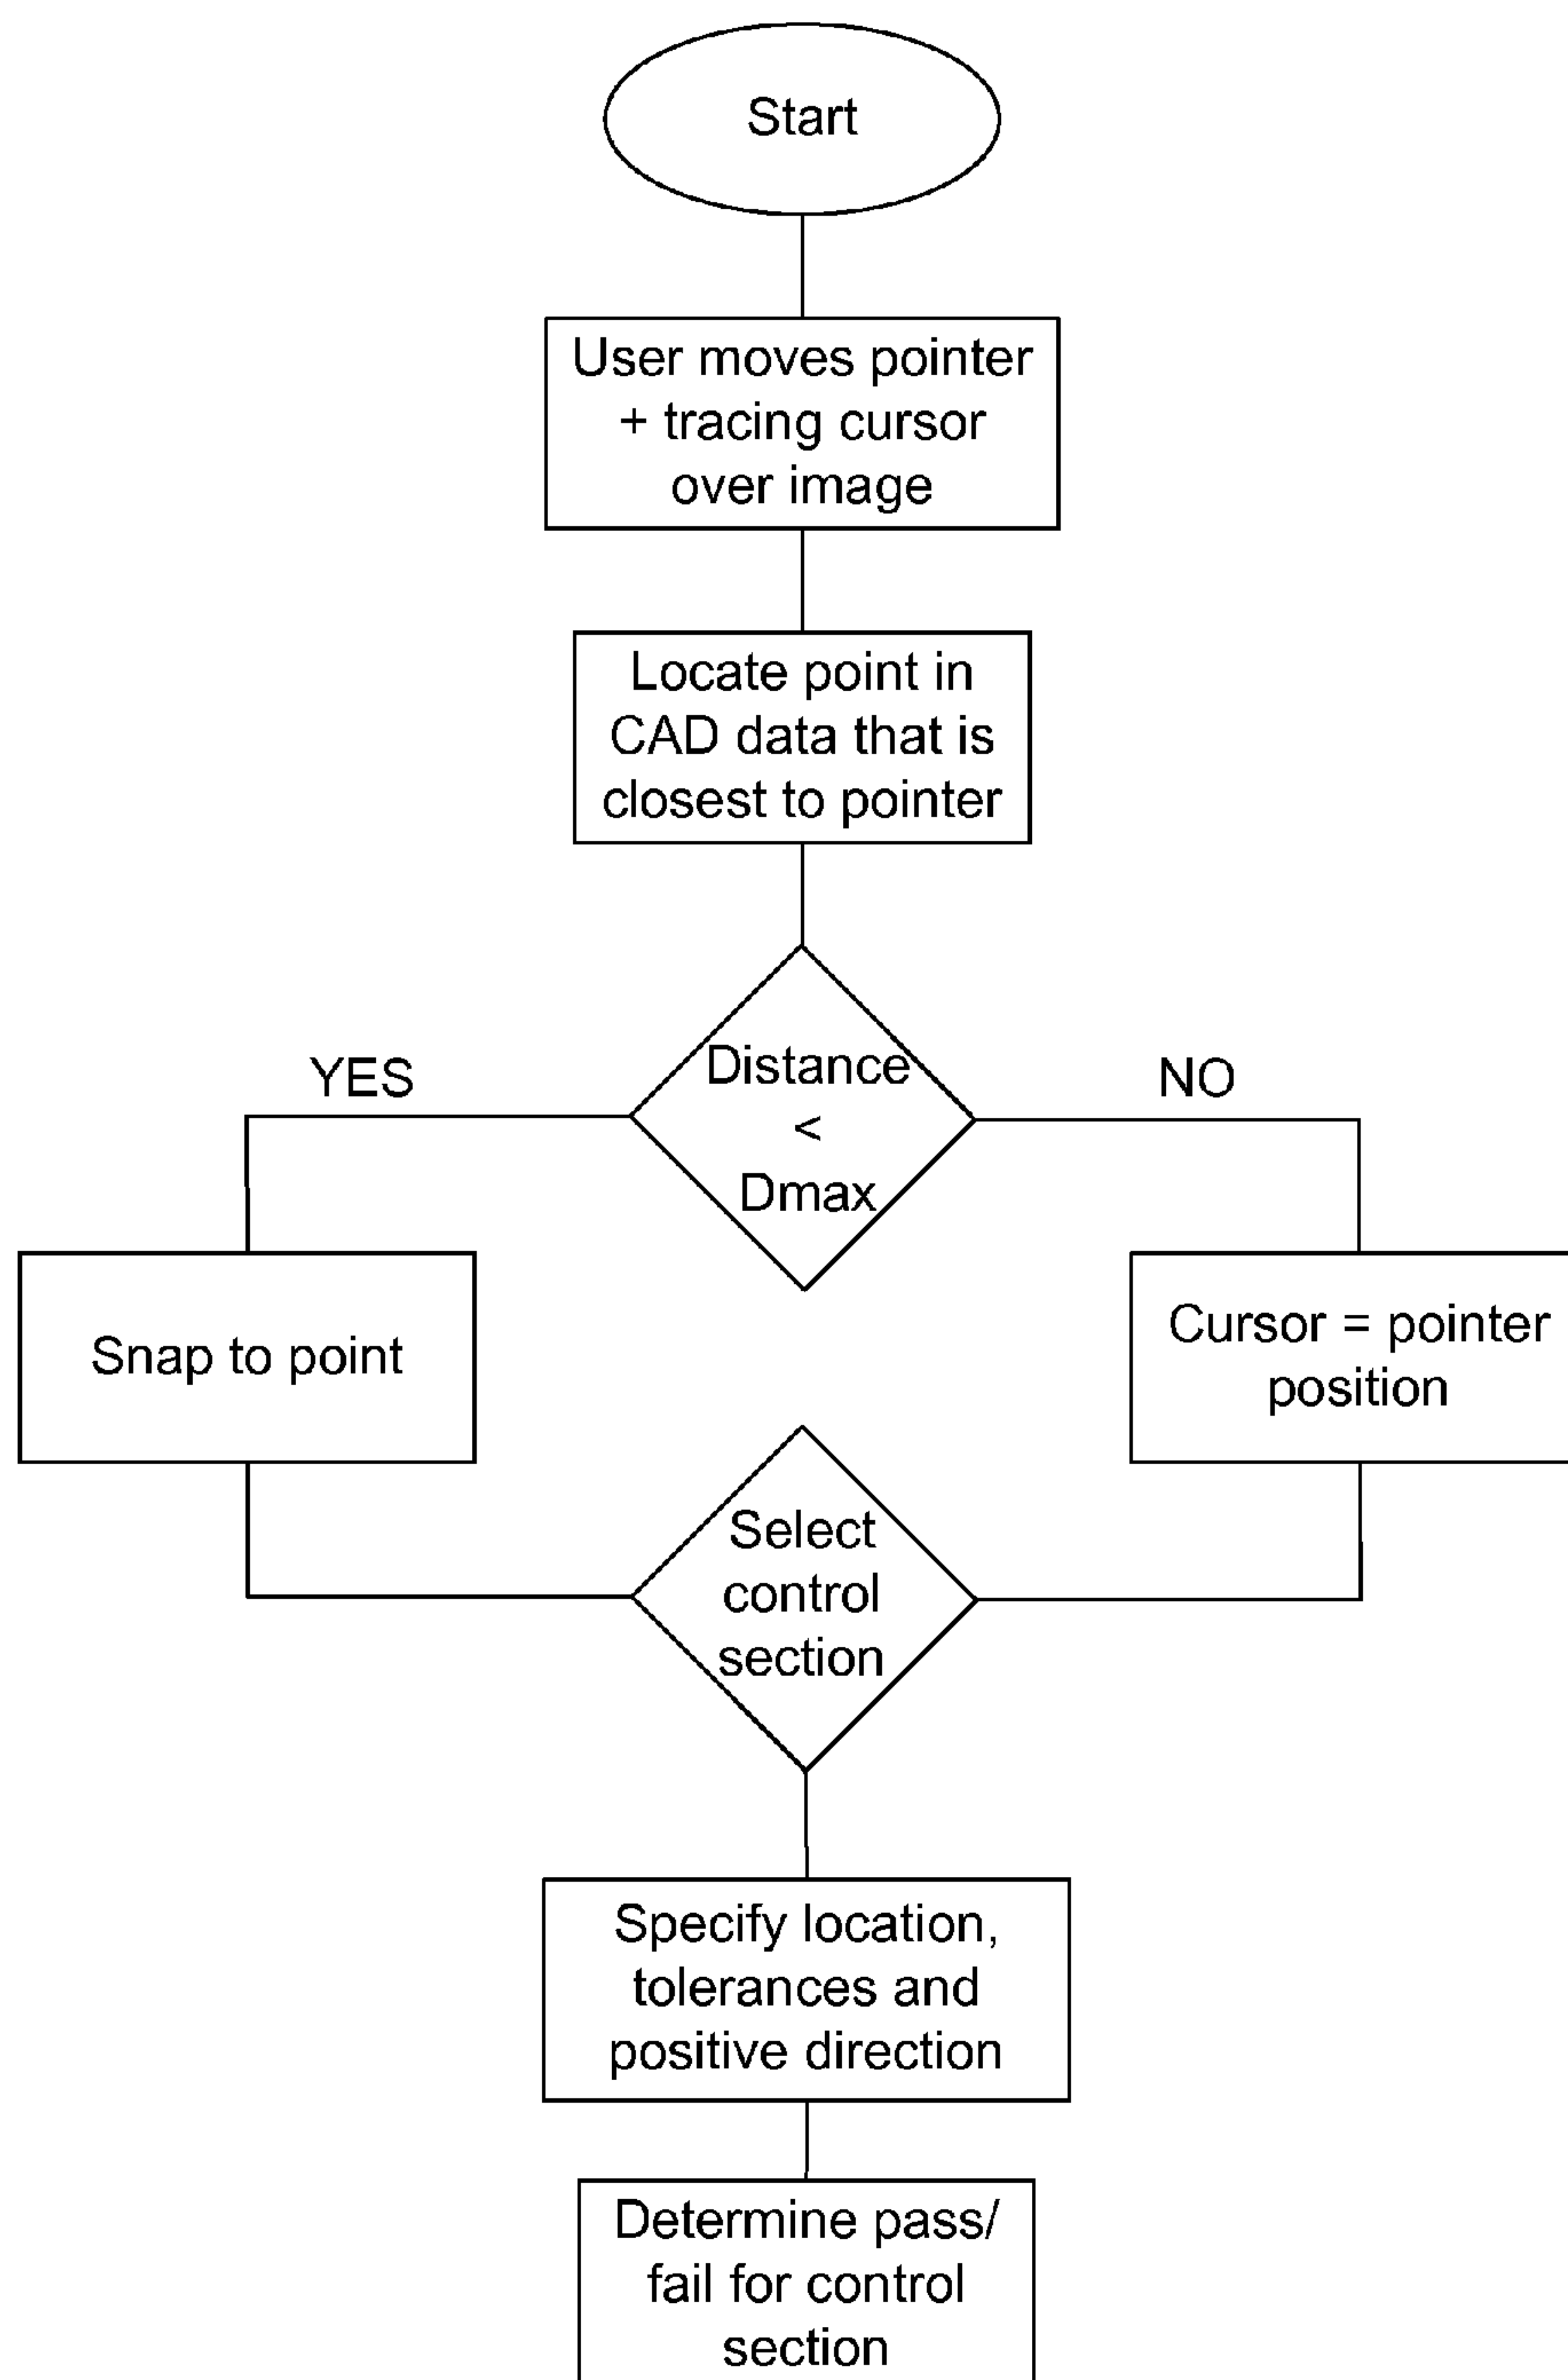 Start
User moves pointer
+ tracing cursor
over image
Locate point in
CAD data that is
closest to pointer
YES
Distance
<
Dmax
NO
Snap to point
Cursor = pointer
position
Select
control
section
Specify location,
tolerances and
positive direction
Determine pass/
fail for control
section